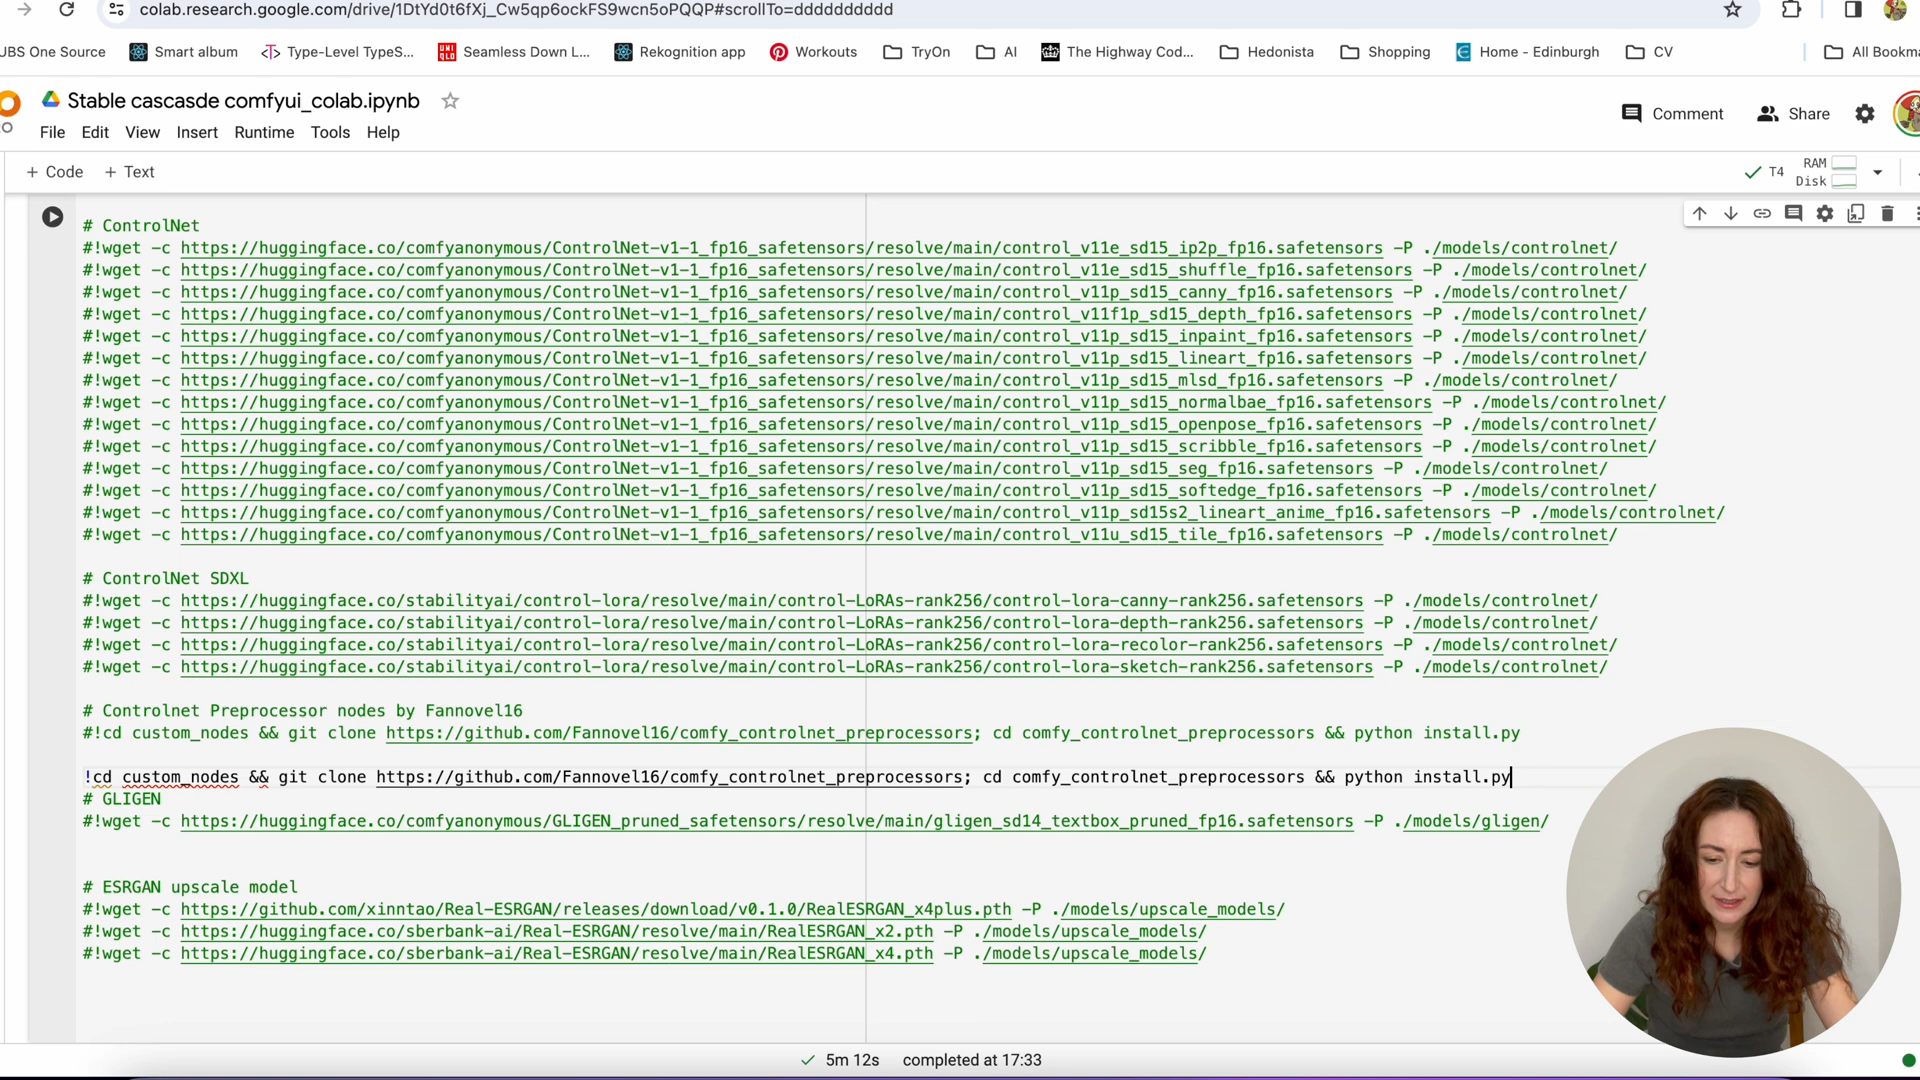 colab.research.google.com/drive/1DtYd0t6fXj_Cw5qp6ockFS9wcn5oPQQP#scrollTo=dddddddddd
UBS One Source Smart album Type-Level TypeS... Seamless Down L... Rekognition app Workouts TryOn AI The Highway Cod... Hedonista Shopping Home - Edinburgh CV All Bookma
Stable cascasde comfyui_colab.ipynb
Comment Share
File Edit View Insert Runtime Tools Help
+ Code + Text
T4 RAM
Disk
# ControlNet
#!wget -c https://huggingface.co/comfyanonymous/ControlNet-v1-1_fp16_safetensors/resolve/main/control_v11e_sd15_ip2p_fp16.safetensors -P ./models/controlnet/
#!wget -c https://huggingface.co/comfyanonymous/ControlNet-v1-1_fp16_safetensors/resolve/main/control_v11e_sd15_shuffle_fp16.safetensors -P ./models/controlnet/
#!wget -c https://huggingface.co/comfyanonymous/ControlNet-v1-1_fp16_safetensors/resolve/main/control_v11p_sd15_canny_fp16.safetensors -P ./models/controlnet/
#!wget -c https://huggingface.co/comfyanonymous/ControlNet-v1-1_fp16_safetensors/resolve/main/control_v11f1p_sd15_depth_fp16.safetensors -P ./models/controlnet/
#!wget -c https://huggingface.co/comfyanonymous/ControlNet-v1-1_fp16_safetensors/resolve/main/control_v11p_sd15_inpaint_fp16.safetensors -P ./models/controlnet/
#!wget -c https://huggingface.co/comfyanonymous/ControlNet-v1-1_fp16_safetensors/resolve/main/control_v11p_sd15_lineart_fp16.safetensors -P ./models/controlnet/
#!wget -c https://huggingface.co/comfyanonymous/ControlNet-v1-1_fp16_safetensors/resolve/main/control_v11p_sd15_mlsd_fp16.safetensors -P ./models/controlnet/
#!wget -c https://huggingface.co/comfyanonymous/ControlNet-v1-1_fp16_safetensors/resolve/main/control_v11p_sd15_normalbae_fp16.safetensors -P ./models/controlnet/
#!wget -c https://huggingface.co/comfyanonymous/ControlNet-v1-1_fp16_safetensors/resolve/main/control_v11p_sd15_openpose_fp16.safetensors -P ./models/controlnet/
#!wget -c https://huggingface.co/comfyanonymous/ControlNet-v1-1_fp16_safetensors/resolve/main/control_v11p_sd15_scribble_fp16.safetensors -P ./models/controlnet/
#!wget -c https://huggingface.co/comfyanonymous/ControlNet-v1-1_fp16_safetensors/resolve/main/control_v11p_sd15_seg_fp16.safetensors -P ./models/controlnet/
#!wget -c https://huggingface.co/comfyanonymous/ControlNet-v1-1_fp16_safetensors/resolve/main/control_v11p_sd15_softedge_fp16.safetensors -P ./models/controlnet/
#!wget -c https://huggingface.co/comfyanonymous/ControlNet-v1-1_fp16_safetensors/resolve/main/control_v11p_sd15s2_lineart_anime_fp16.safetensors -P ./models/controlnet/
#!wget -c https://huggingface.co/comfyanonymous/ControlNet-v1-1_fp16_safetensors/resolve/main/control_v11u_sd15_tile_fp16.safetensors -P ./models/controlnet/
# ControlNet SDXL
#!wget -c https://huggingface.co/stabilityai/control-lora/resolve/main/control-LoRAs-rank256/control-lora-canny-rank256.safetensors -P ./models/controlnet/
#!wget -c https://huggingface.co/stabilityai/control-lora/resolve/main/control-LoRAs-rank256/control-lora-depth-rank256.safetensors -P ./models/controlnet/
#!wget -c https://huggingface.co/stabilityai/control-lora/resolve/main/control-LoRAs-rank256/control-lora-recolor-rank256.safetensors -P ./models/controlnet/
#!wget -c https://huggingface.co/stabilityai/control-lora/resolve/main/control-LoRAs-rank256/control-lora-sketch-rank256.safetensors -P ./models/controlnet/
# Controlnet Preprocessor nodes by Fannovel16
#!cd custom_nodes && git clone https://github.com/Fannovel16/comfy_controlnet_preprocessors; cd comfy_controlnet_preprocessors && python install.py
!cd custom_nodes && git clone https://github.com/Fannovel16/comfy_controlnet_preprocessors; cd comfy_controlnet_preprocessors && python install.py
# GLIGEN
#!wget -c https://huggingface.co/comfyanonymous/GLIGEN_pruned_safetensors/resolve/main/gligen_sd14_textbox_pruned_fp16.safetensors -P ./models/gligen/
# ESRGAN upscale model
#!wget -c https://github.com/xinntao/Real-ESRGAN/releases/download/v0.1.0/RealESRGAN_x4plus.pth -P ./models/upscale_models/
#!wget -c https://huggingface.co/sberbank-ai/Real-ESRGAN/resolve/main/RealESRGAN_x2.pth -P ./models/upscale_models/
#!wget -c https://huggingface.co/sberbank-ai/Real-ESRGAN/resolve/main/RealESRGAN_x4.pth -P ./models/upscale_models/
5m 12s completed at 17:33